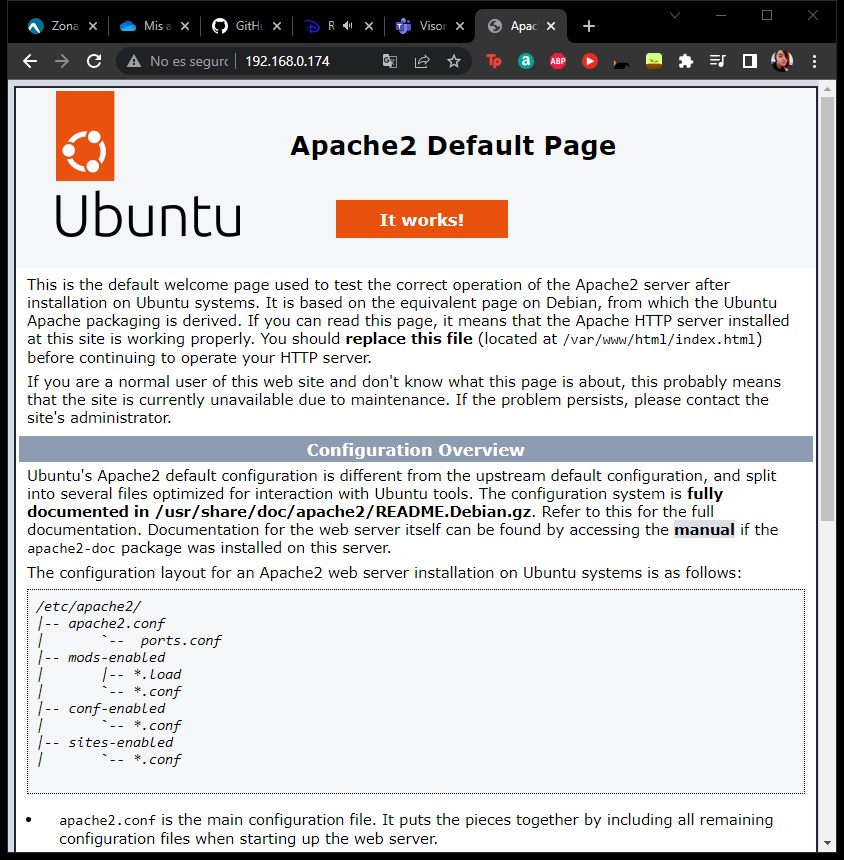 Zona
Mis a
GitHu
R
Visor
Apac
No es seguro
192.168.0.174
Tp
a
ABP
Apache2 Default Page
Ubuntu
It works!
This is the default welcome page used to test the correct operation of the Apache2 server after
installation on Ubuntu systems. It is based on the equivalent page on Debian, from which the Ubuntu
Apache packaging is derived. If you can read this page, it means that the Apache HTTP server installed
at this site is working properly. You should replace this file (located at /var/www/html/index.html)
before continuing to operate your HTTP server.
If you are a normal user of this web site and don't know what this page is about, this probably means
that the site is currently unavailable due to maintenance. If the problem persists, please contact the
site's administrator.
Configuration Overview
Ubuntu's Apache2 default configuration is different from the upstream default configuration, and split
into several files optimized for interaction with Ubuntu tools. The configuration system is fully
documented in /usr/share/doc/apache2/README.Debian.gz. Refer to this for the full
documentation. Documentation for the web server itself can be found by accessing the manual if the
apache2-doc package was installed on this server.
The configuration layout for an Apache2 web server installation on Ubuntu systems is as follows:
/etc/apache2/
|-- apache2.conf
|       `--  ports.conf
|-- mods-enabled
|       |-- *.load
|       `-- *.conf
|-- conf-enabled
|       `-- *.conf
|-- sites-enabled
|       `-- *.conf
• apache2.conf is the main configuration file. It puts the pieces together by including all remaining
configuration files when starting up the web server.